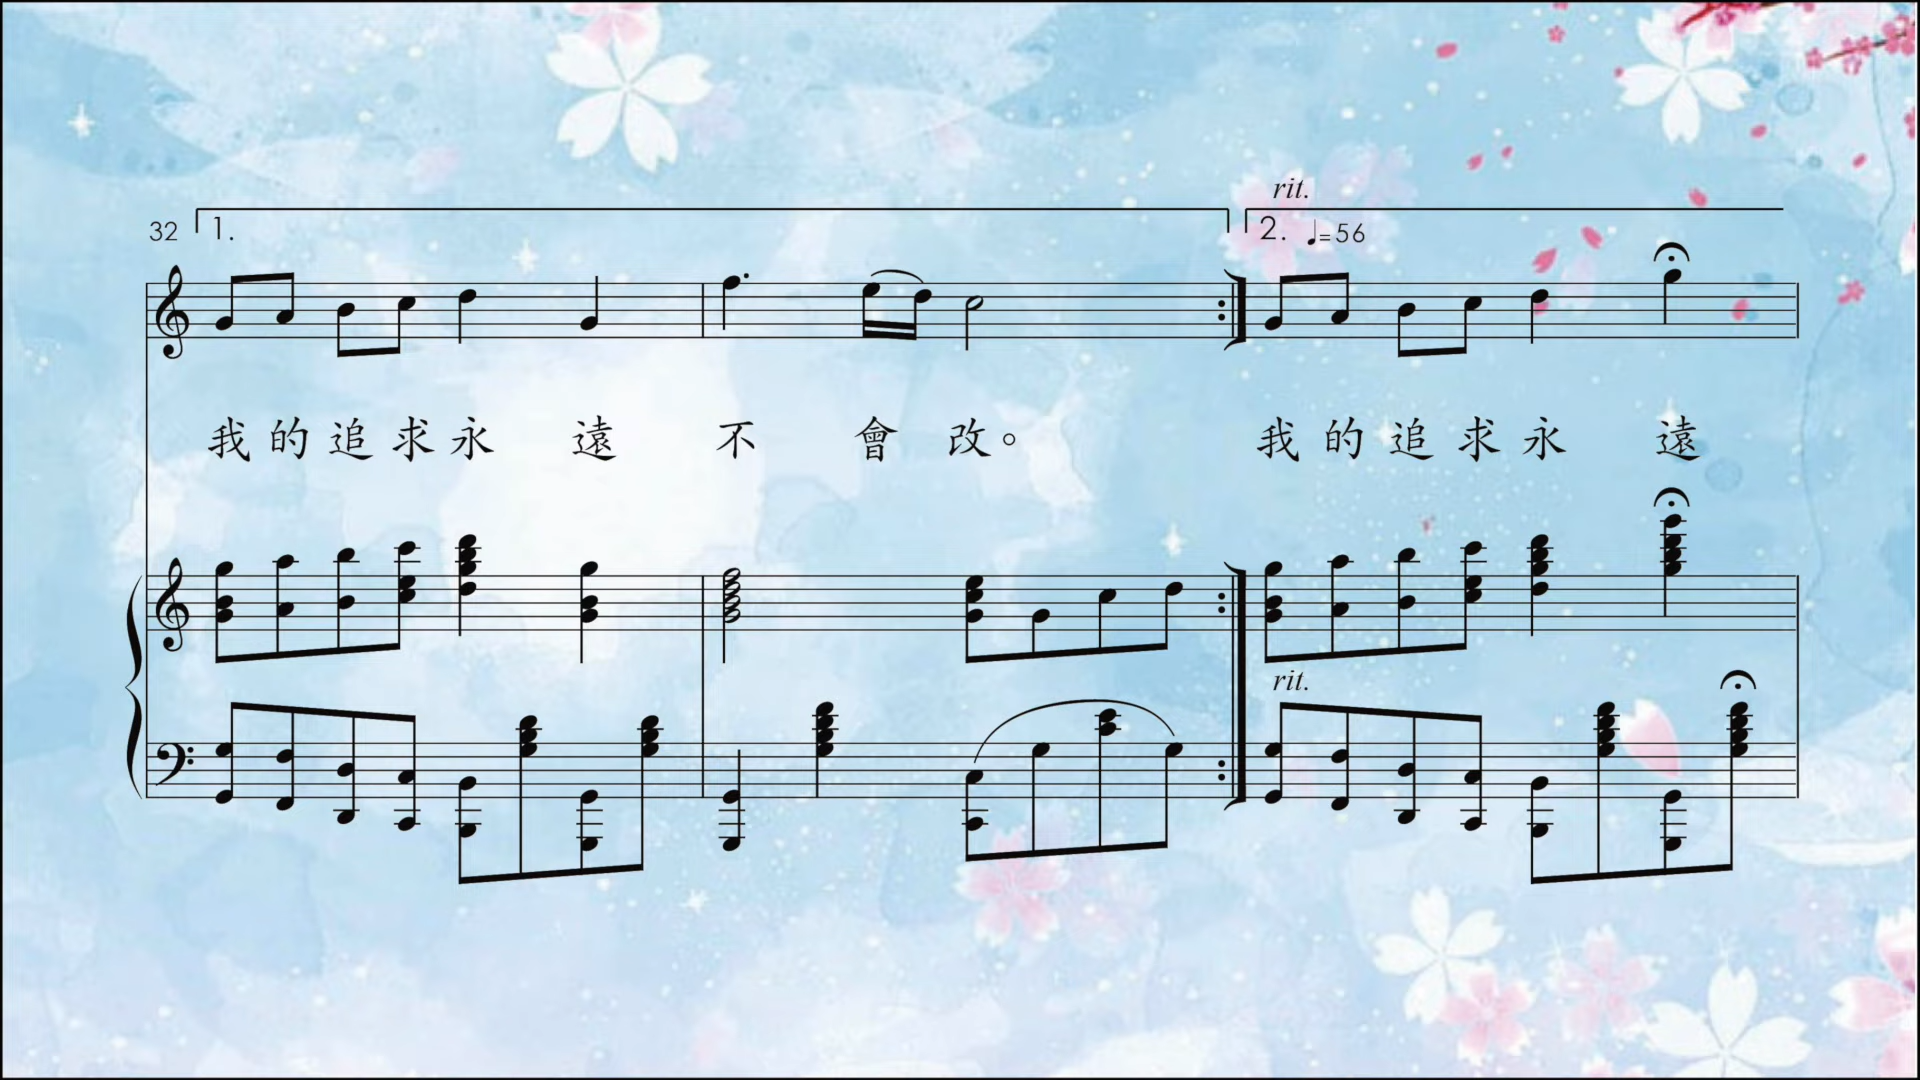 rit.
32 1. 2. ♩=56
我的追求永遠不會改。 我的追求永遠
rit.